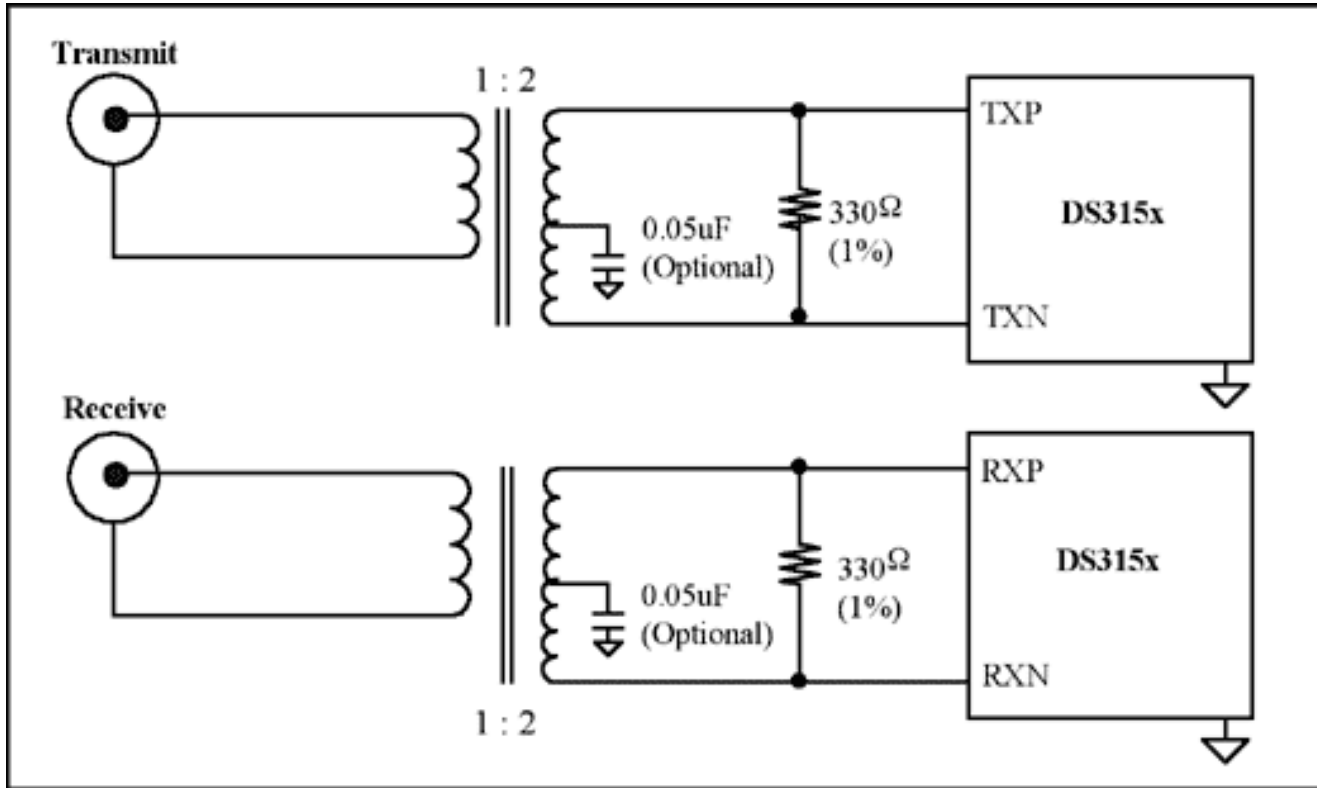 Transmit
1 : 2
TXP
DS315x
0.05uF
(Optional)
330Ω
(1%)
TXN
Receive
RXP
DS315x
0.05uF
(Optional)
330Ω
(1%)
RXN
1 : 2